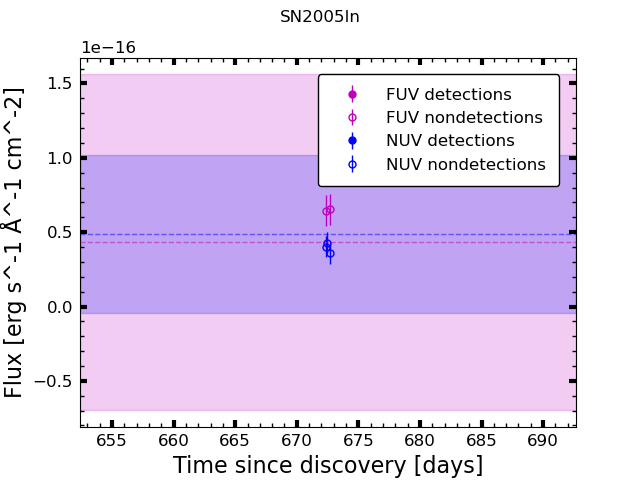 SN2005ln
1e−16
Flux [erg s^-1 Å^-1 cm^-2]
1.5
1.0
0.5
0.0
−0.5
FUV detections
FUV nondetections
NUV detections
NUV nondetections
655 660 665 670 675 680 685 690
Time since discovery [days]